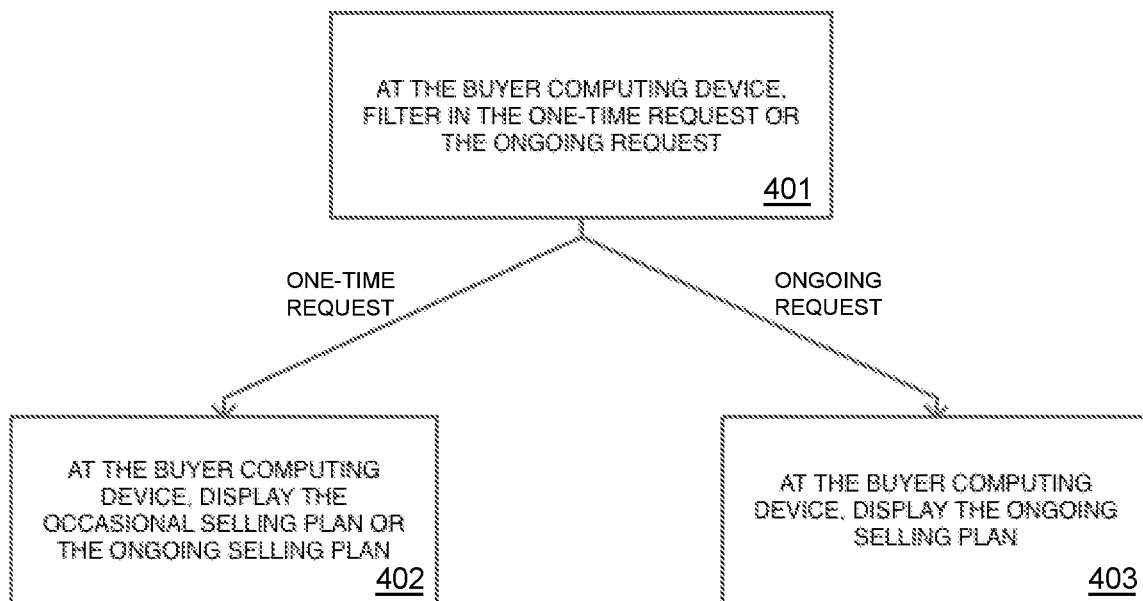 AT THE BUYER COMPUTING DEVICE,
FILTER IN THE ONE-TIME REQUEST OR
THE ONGOING REQUEST
401
ONE-TIME
REQUEST
ONGOING
REQUEST
AT THE BUYER COMPUTING
DEVICE, DISPLAY THE
OCCASIONAL SELLING PLAN OR
THE ONGOING SELLING PLAN
402
AT THE BUYER COMPUTING
DEVICE, DISPLAY THE ONGOING
SELLING PLAN
403